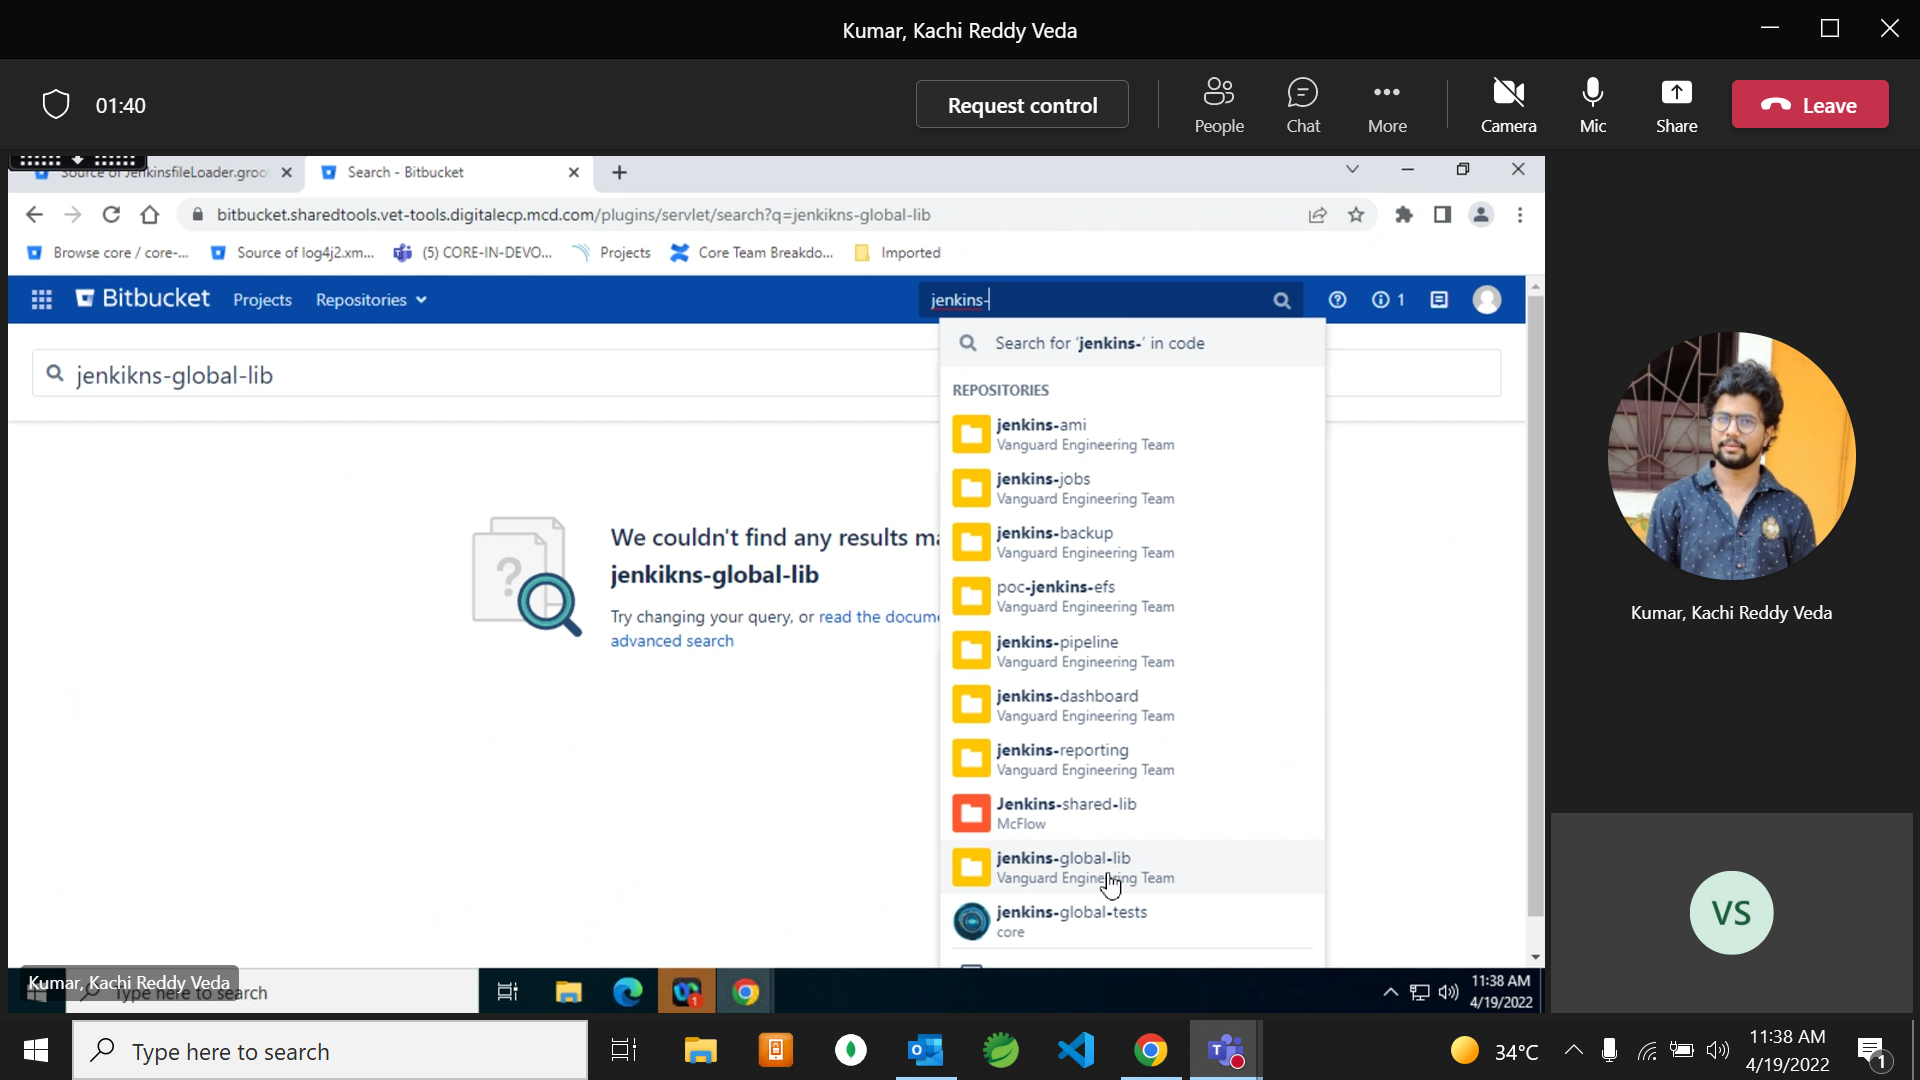 Kumar, Kachi Reddy Veda
01:40
Request control
People
Chat
More
Camera
Mic
Share
Leave
Source of JenkinsfileLoader.groo
Search - Bitbucket
bitbucket.sharedtools.vet-tools.digitalecp.mcd.com/plugins/servlet/search?q=jenkikns-global-lib
Browse core / core-...
Source of log4j2.xm...
(5) CORE-IN-DEVO...
Projects
Core Team Breakdo...
Imported
Bitbucket
Projects
Repositories
jenkins-
1
jenkikns-global-lib
Search for 'jenkins-' in code
REPOSITORIES
jenkins-ami
Vanguard Engineering Team
jenkins-jobs
Vanguard Engineering Team
jenkins-backup
Vanguard Engineering Team
poc-jenkins-efs
Vanguard Engineering Team
jenkins-pipeline
Vanguard Engineering Team
jenkins-dashboard
Vanguard Engineering Team
jenkins-reporting
Vanguard Engineering Team
Jenkins-shared-lib
McFlow
jenkins-global-lib
Vanguard Engineering Team
jenkins-global-tests
core
We couldn't find any results ma
jenkikns-global-lib
Try changing your query, or read the docume
advanced search
Kumar, Kachi Reddy Veda
VS
Kumar, Kachi Reddy Veda
Type here to search
1
11:38 AM
4/19/2022
Type here to search
34°C
11:38 AM
4/19/2022
1